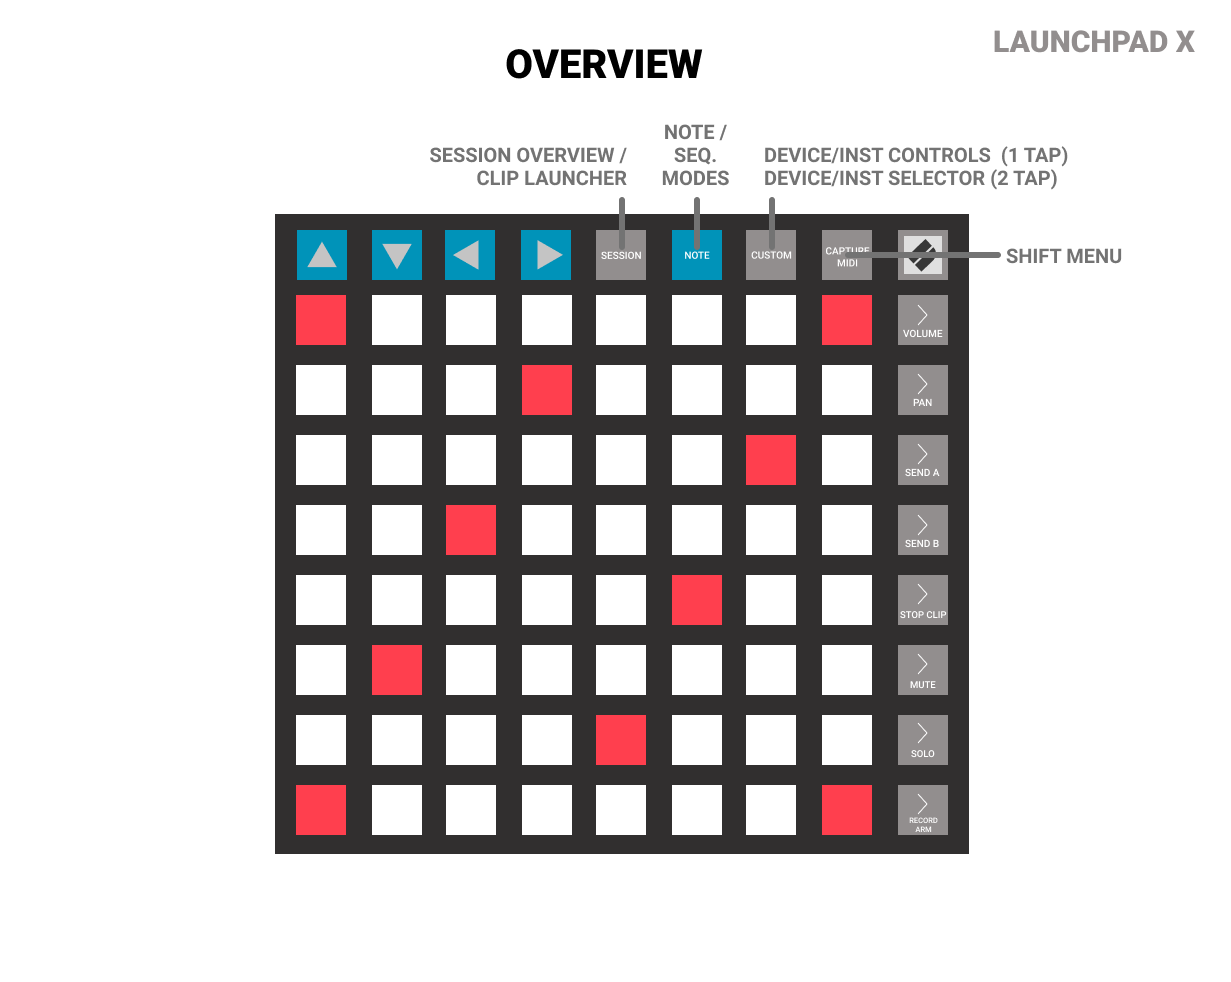 LAUNCHPAD X
OVERVIEW
SESSION OVERVIEW /
CLIP LAUNCHER
NOTE /
SEQ.
MODES
DEVICE/INST CONTROLS (1 TAP)
DEVICE/INST SELECTOR (2 TAP)
SESSION
NOTE
CUSTOM
CAPTURE
MIDI
SHIFT MENU
VOLUME
PAN
SEND A
SEND B
STOP CLIP
MUTE
SOLO
RECORD
ARM